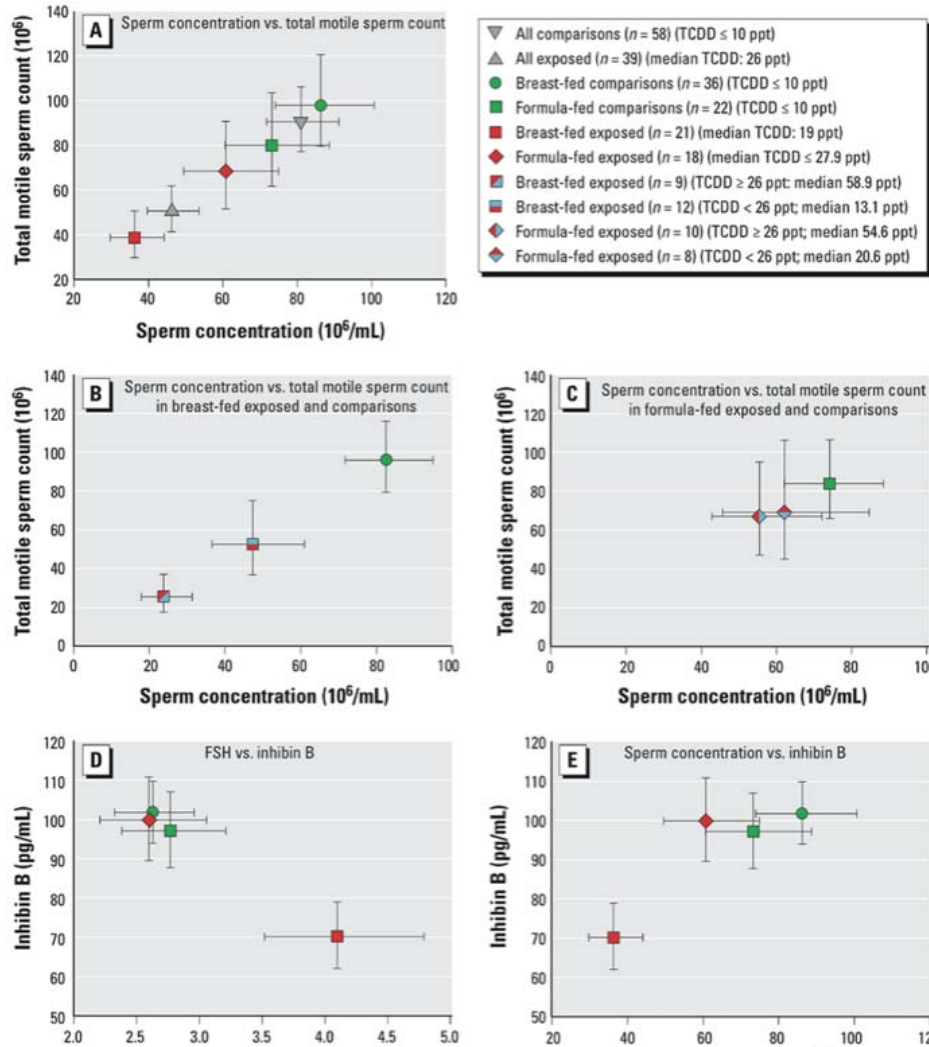 A Sperm concentration vs. total motile sperm count
Total motile sperm count (10⁶)
140
120
100
80
60
40
20
20 40 60 80 100 120
Sperm concentration (10⁶/mL)
All comparisons (n = 58) (TCDD ≤ 10 ppt)
All exposed (n = 39) (median TCDD: 26 ppt)
Breast-fed comparisons (n = 36) (TCDD ≤ 10 ppt)
Formula-fed comparisons (n = 22) (TCDD ≤ 10 ppt)
Breast-fed exposed (n = 21) (median TCDD: 19 ppt)
Formula-fed exposed (n = 18) (median TCDD ≤ 27.9 ppt)
Breast-fed exposed (n = 9) (TCDD ≥ 26 ppt: median 58.9 ppt)
Breast-fed exposed (n = 12) (TCDD < 26 ppt; median 13.1 ppt)
Formula-fed exposed (n = 10) (TCDD ≥ 26 ppt; median 54.6 ppt)
Formula-fed exposed (n = 8) (TCDD < 26 ppt; median 20.6 ppt)
B Sperm concentration vs. total motile sperm count
in breast-fed exposed and comparisons
Total motile sperm count (10⁶)
140
120
100
80
60
40
20
0
0 20 40 60 80 100
Sperm concentration (10⁶/mL)
C Sperm concentration vs. total motile sperm count
in formula-fed exposed and comparisons
Total motile sperm count (10⁶)
140
120
100
80
60
40
20
0
0 40 60 80 100
Sperm concentration (10⁶/mL)
D FSH vs. inhibin B
Inhibin B (pg/mL)
120
110
100
90
80
70
60
50
2.0 2.5 3.0 3.5 4.0 4.5 5.0
E Sperm concentration vs. inhibin B
Inhibin B (pg/mL)
120
110
100
90
80
70
60
50
20 40 60 80 100